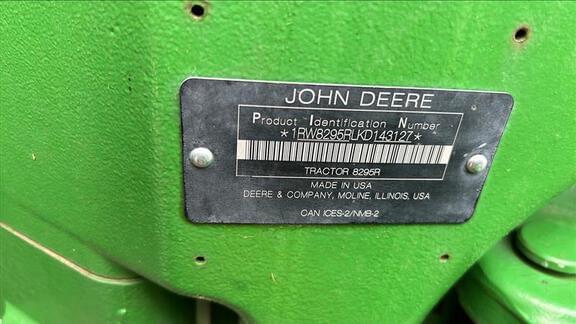 JOHN DEERE
Product Identification Number
*1RW8295RLKD143127*
TRACTOR 8295R
MADE IN USA
DEERE & COMPANY, MOLINE, ILLINOIS, USA
CAN ICES-2/NMB-2